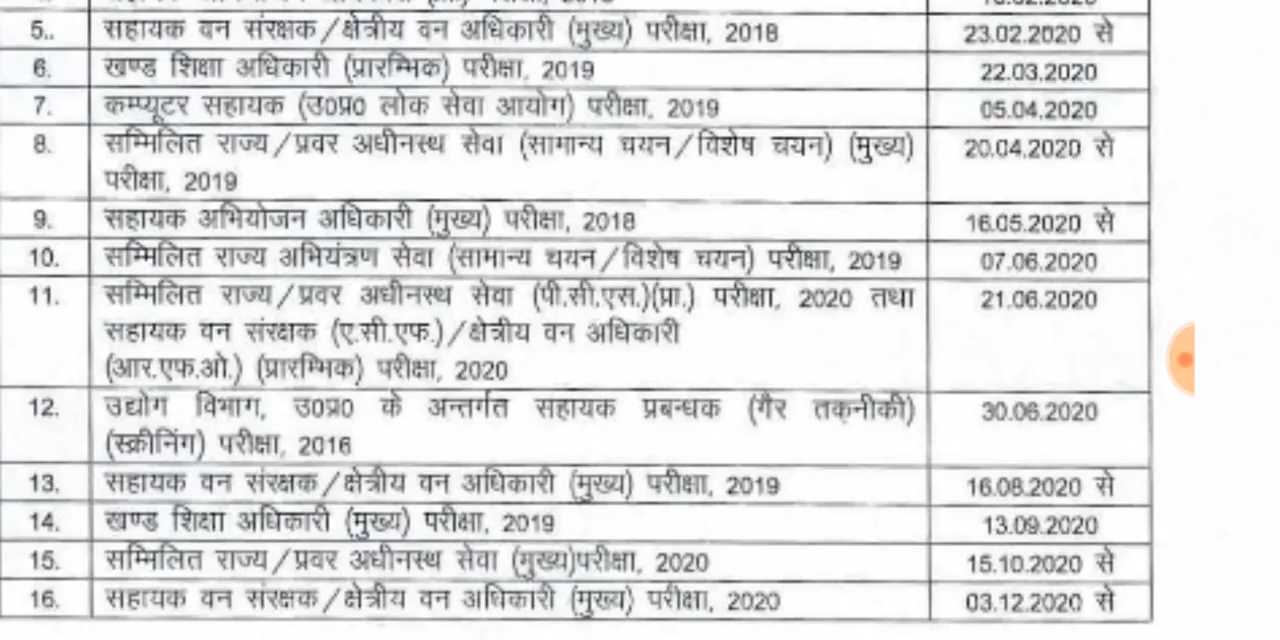 5.. सहायक वन संरक्षक/क्षेत्रीय वन अधिकारी (मुख्य) परीक्षा, 2018 23.02.2020 से
6. खण्ड शिक्षा अधिकारी (प्रारम्भिक) परीक्षा, 2019 22.03.2020
7. कम्प्यूटर सहायक (उ0प्र0 लोक सेवा आयोग) परीक्षा, 2019 05.04.2020
8. सम्मिलित राज्य/प्रवर अधीनस्थ सेवा (सामान्य चयन/विशेष चयन) (मुख्य) 20.04.2020 से
परीक्षा, 2019
9. सहायक अभियोजन अधिकारी (मुख्य) परीक्षा, 2018 16.05.2020 से
10. सम्मिलित राज्य अभियंत्रण सेवा (सामान्य चयन/विशेष चयन) परीक्षा, 2019 07.06.2020
11. सम्मिलित राज्य/प्रवर अधीनस्थ सेवा (पी.सी.एस.)(प्रा.) परीक्षा, 2020 तथा 21.06.2020
सहायक वन संरक्षक (ए.सी.एफ.)/क्षेत्रीय वन अधिकारी
(आर.एफ.ओ.) (प्रारम्भिक) परीक्षा, 2020
12. उद्योग विभाग, उ0प्र0 के अन्तर्गत सहायक प्रबन्धक (गैर तकनीकी) 30.06.2020
(स्क्रीनिंग) परीक्षा, 2016
13. सहायक वन संरक्षक/क्षेत्रीय वन अधिकारी (मुख्य) परीक्षा, 2019 16.08.2020 से
14. खण्ड शिक्षा अधिकारी (मुख्य) परीक्षा, 2019 13.09.2020
15. सम्मिलित राज्य/प्रवर अधीनस्थ सेवा (मुख्य)परीक्षा, 2020 15.10.2020 से
16. सहायक वन संरक्षक/क्षेत्रीय वन अधिकारी (मुख्य) परीक्षा, 2020 03.12.2020 से